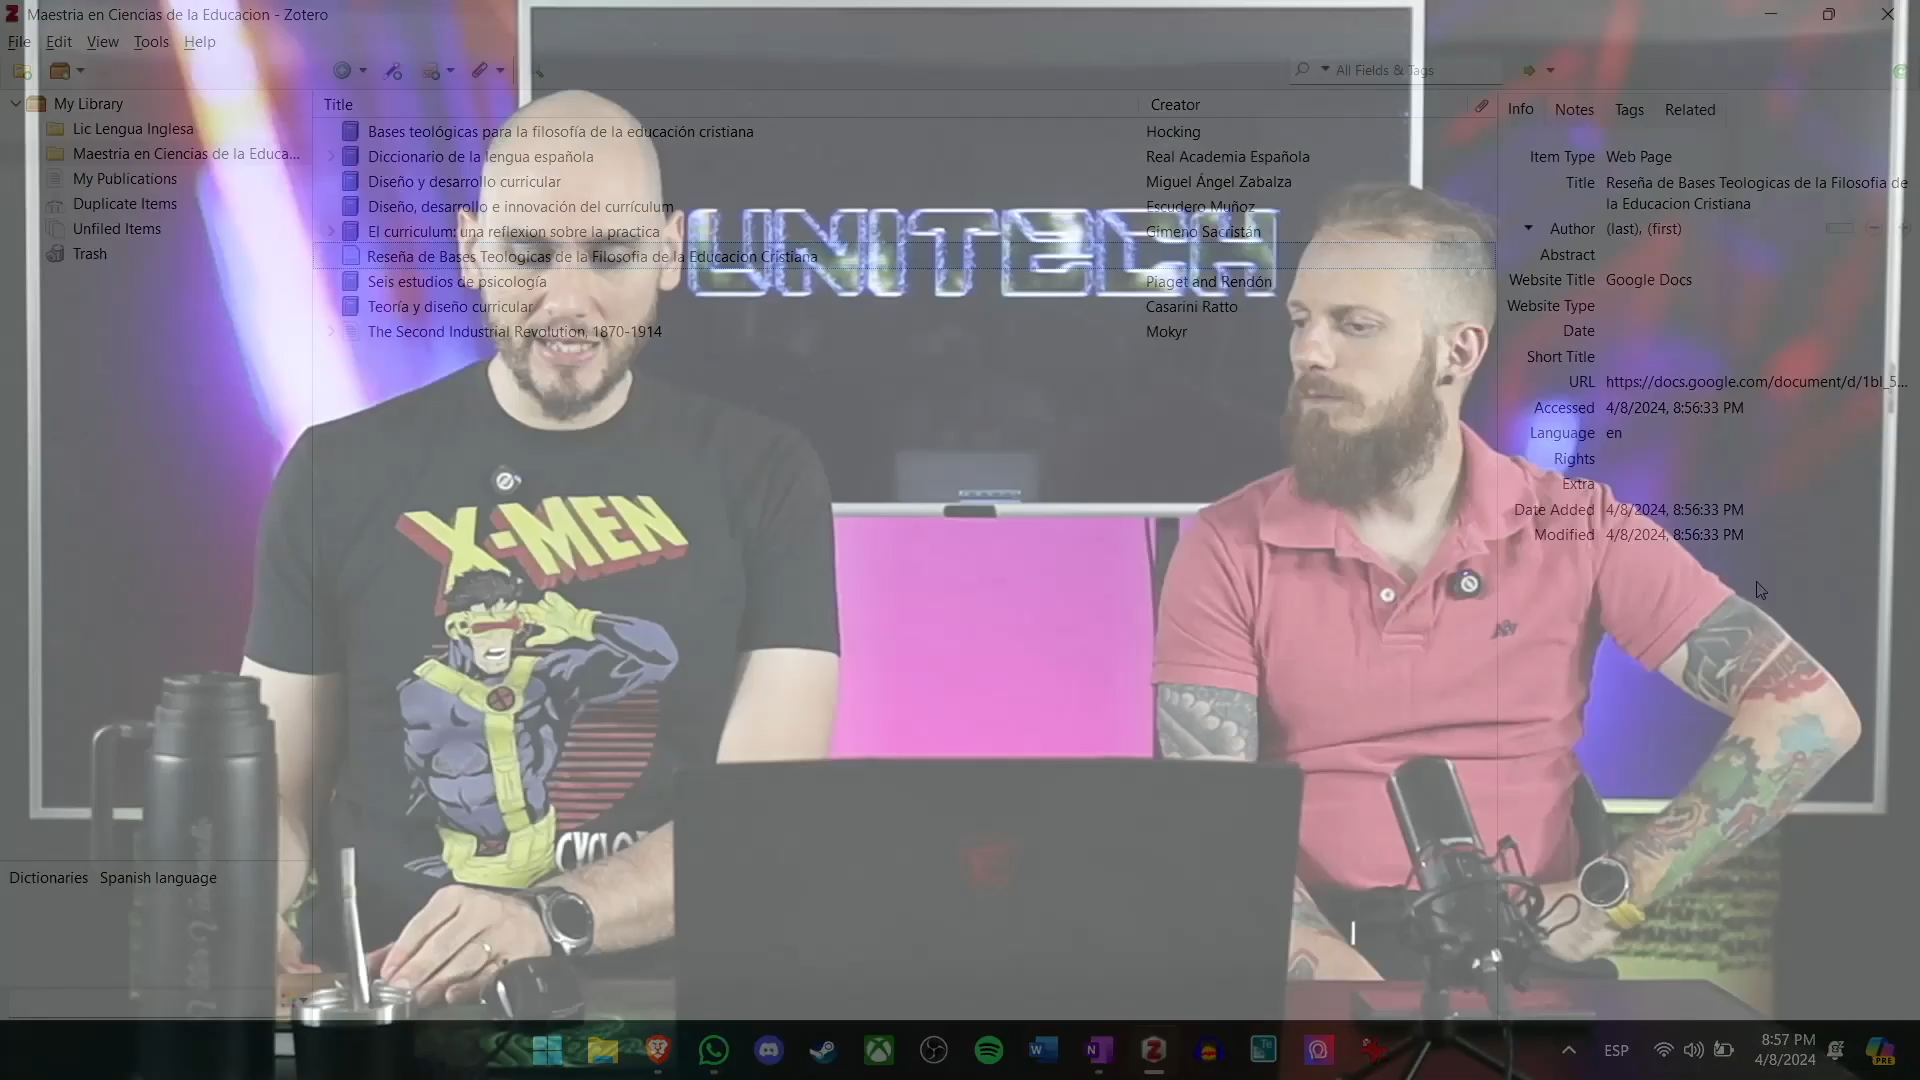 Maestria en Ciencias de la Educacion - Zotero
File Edit View Tools Help
All Fields & Tags
My Library
Lic Lengua Inglesa
Maestria en Ciencias de la Educa...
My Publications
Duplicate Items
Unfiled Items
Trash
Title Creator
Bases teológicas para la filosofía de la educación cristiana Hocking
Diccionario de la lengua española Real Academia Española
Diseño y desarrollo curricular Miguel Ángel Zabalza
Diseño, desarrollo e innovación del currículum Escudero Muñoz
El curriculum: una reflexion sobre la practica Gimeno Sacristán
Reseña de Bases Teologicas de la Filosofia de la Educacion Cristiana
Seis estudios de psicología Piaget and Rendón
Teoría y diseño curricular Casarini Ratto
The Second Industrial Revolution, 1870-1914 Mokyr
Info Notes Tags Related
Item Type Web Page
Title Reseña de Bases Teologicas de la Filosofia de
la Educacion Cristiana
Author (last), (first)
Abstract
Website Title Google Docs
Website Type
Date
Short Title
URL https://docs.google.com/document/d/1bl_5...
Accessed 4/8/2024, 8:56:33 PM
Language en
Rights
Extra
Date Added 4/8/2024, 8:56:33 PM
Modified 4/8/2024, 8:56:33 PM
UNITECH
X-MEN
CYCLO
Dictionaries Spanish language
ESP
8:57 PM
4/8/2024
PRE